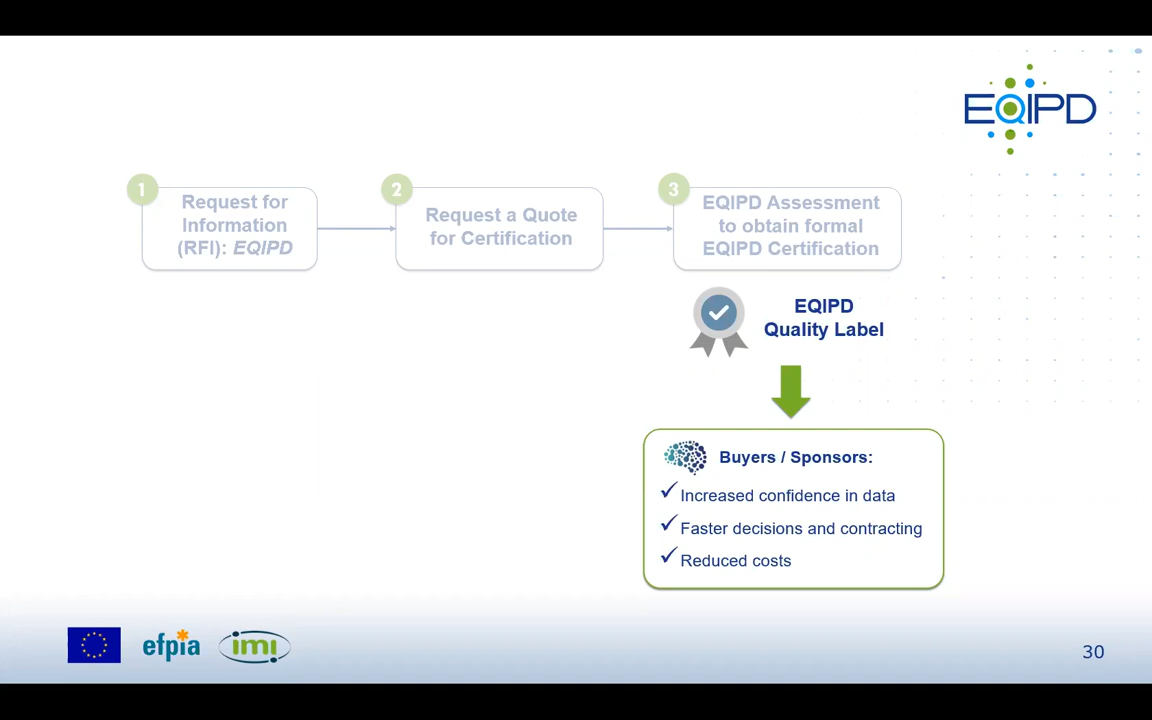 EQIPD
1
Request for
Information
(RFI): EQIPD
2
Request a Quote
for Certification
3
EQIPD Assessment
to obtain formal
EQIPD Certification
EQIPD
Quality Label
Buyers / Sponsors:
Increased confidence in data
Faster decisions and contracting
Reduced costs
efpia
imi
30